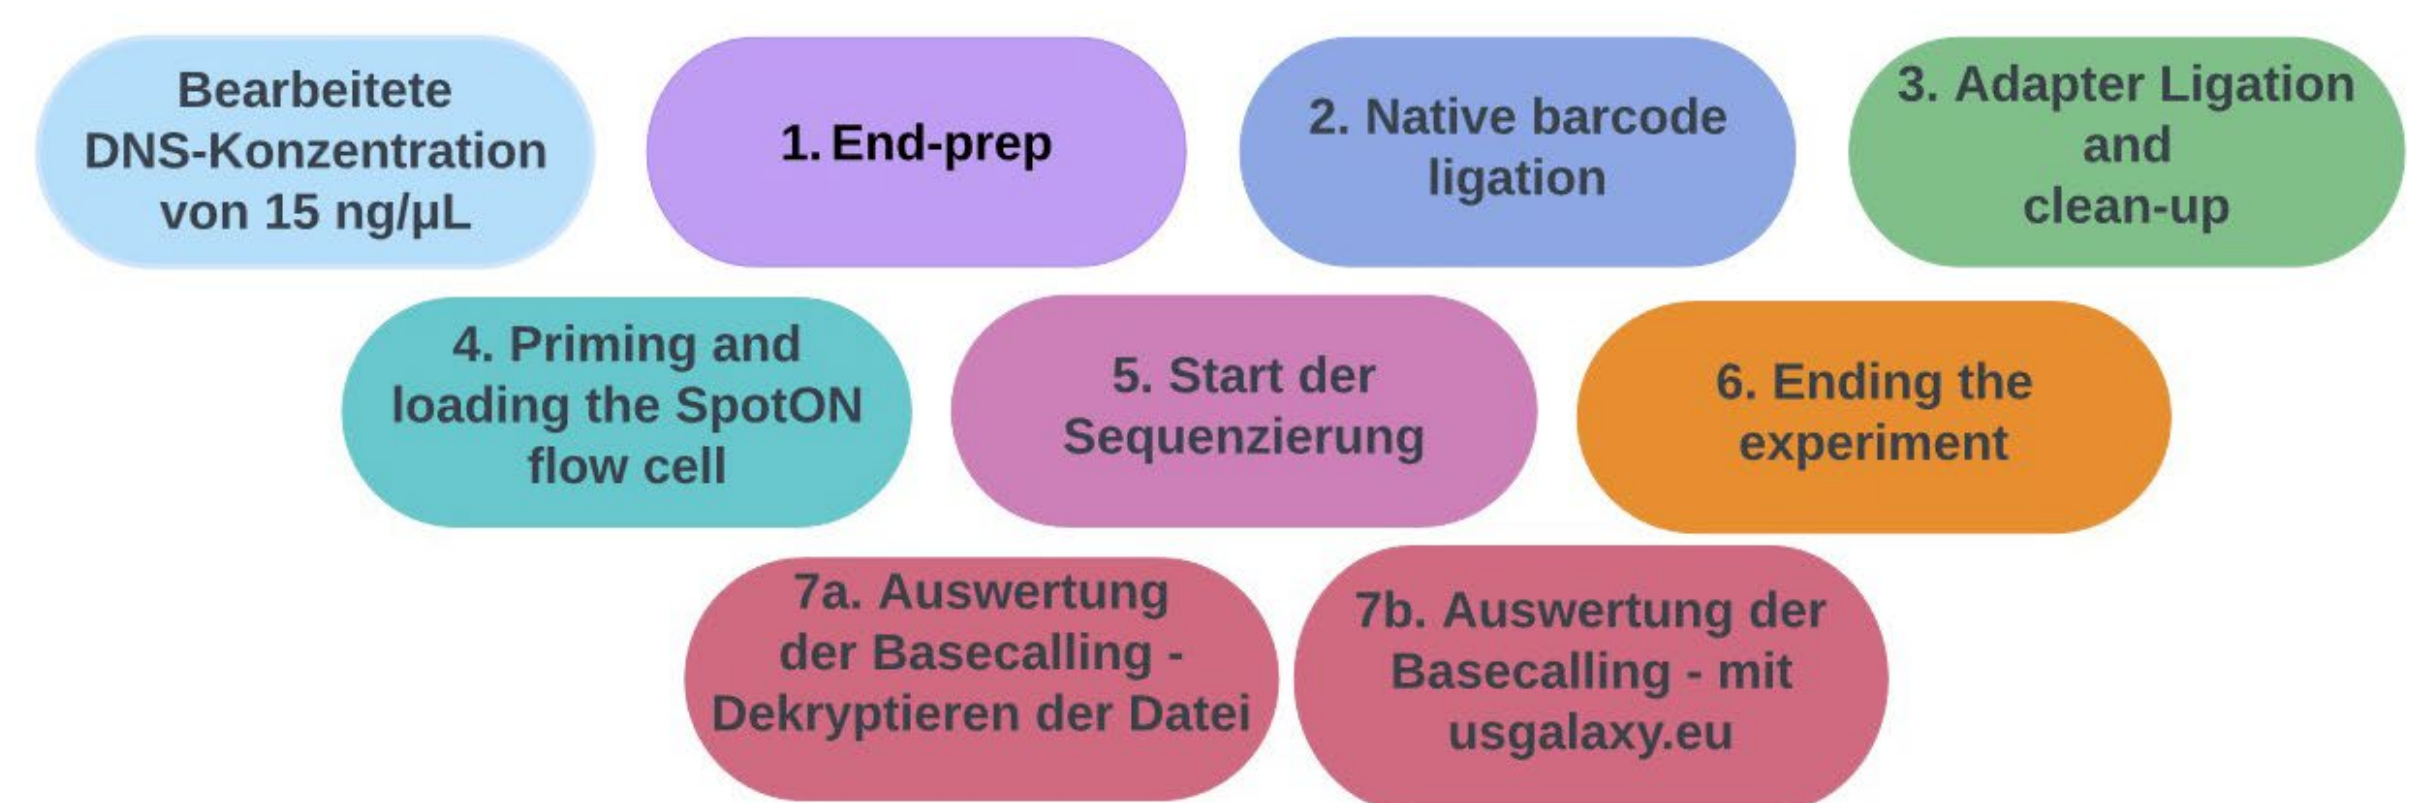 Bearbeitete
DNS-Konzentration
von 15 ng/µL
1. End-prep
2. Native barcode
ligation
3. Adapter Ligation
and
clean-up
4. Priming and
loading the SpotON
flow cell
5. Start der
Sequenzierung
6. Ending the
experiment
7a. Auswertung
der Basecalling -
Dekryptieren der Datei
7b. Auswertung der
Basecalling - mit
usgalaxy.eu